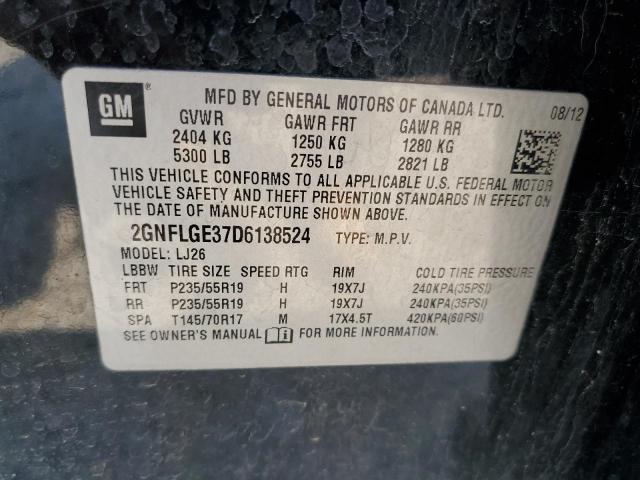 GM ®
MFD BY GENERAL MOTORS OF CANADA LTD. 08/12
GVWR GAWR FRT GAWR RR
2404 KG 1250 KG 1280 KG
5300 LB 2755 LB 2821 LB
THIS VEHICLE CONFORMS TO ALL APPLICABLE U.S. FEDERAL MOTOR
VEHICLE SAFETY AND THEFT PREVENTION STANDARDS IN EFFECT ON
THE DATE OF MANUFACTURE SHOWN ABOVE.
2GNFLGE37D6138524 TYPE: M.P.V.
MODEL: LJ26
LBBW TIRE SIZE SPEED RTG RIM COLD TIRE PRESSURE
FRT P235/55R19 H 19X7J 240KPA(35PSI)
RR P235/55R19 H 19X7J 240KPA(35PSI)
SPA T145/70R17 M 17X4.5T 420KPA(60PSI)
SEE OWNER'S MANUAL i FOR MORE INFORMATION.